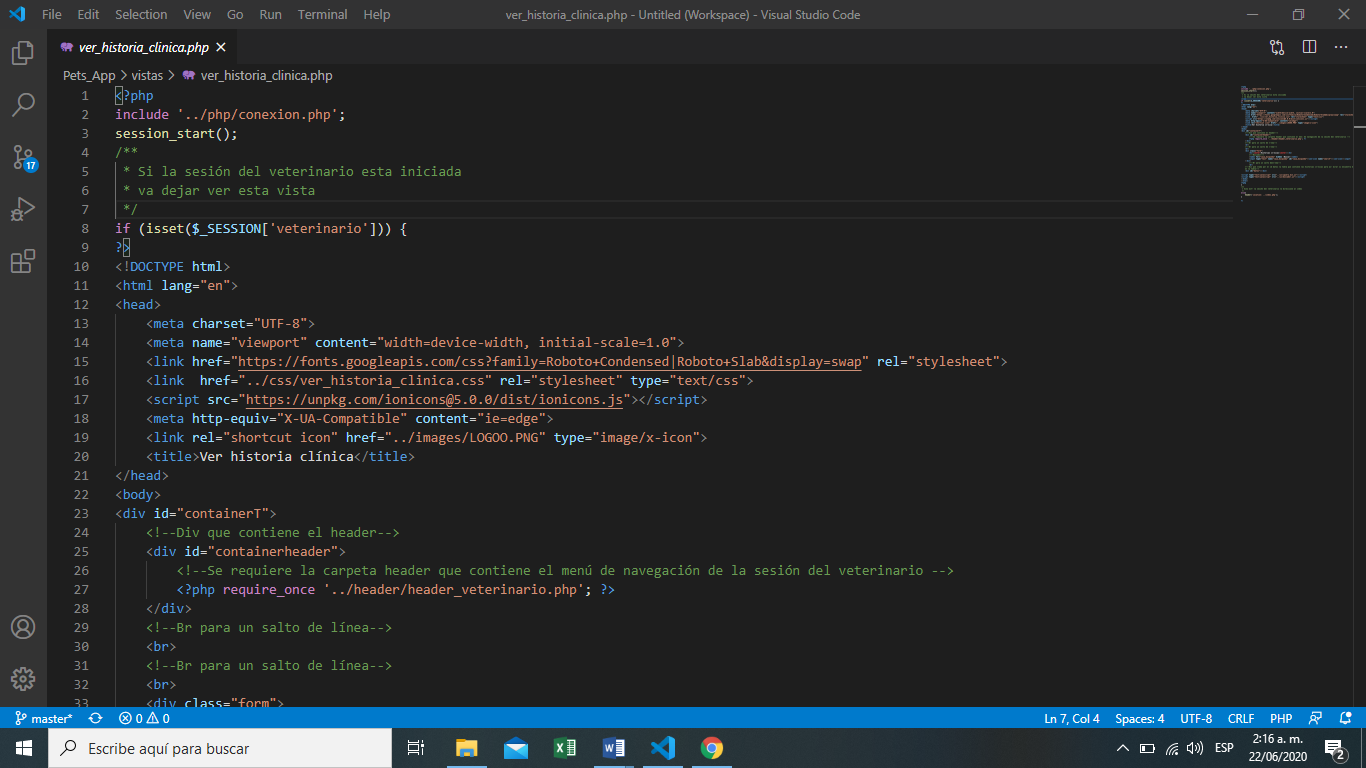 File Edit Selection View Go Run Terminal Help
ver_historia_clinica.php - Untitled (Workspace) - Visual Studio Code
ver_historia_clinica.php
Pets_App > vistas > ver_historia_clinica.php
1 <?php
2 include '../php/conexion.php';
3 session_start();
4 /**
5 * Si la sesión del veterinario esta iniciada
6 * va dejar ver esta vista
7 */
8 if (isset($_SESSION['veterinario'])) {
9 ?>
10 <!DOCTYPE html>
11 <html lang="en">
12 <head>
13 <meta charset="UTF-8">
14 <meta name="viewport" content="width=device-width, initial-scale=1.0">
15 <link href="https://fonts.googleapis.com/css?family=Roboto+Condensed|Roboto+Slab&display=swap" rel="stylesheet">
16 <link  href="../css/ver_historia_clinica.css" rel="stylesheet" type="text/css">
17 <script src="https://unpkg.com/ionicons@5.0.0/dist/ionicons.js"></script>
18 <meta http-equiv="X-UA-Compatible" content="ie=edge">
19 <link rel="shortcut icon" href="../images/LOGOO.PNG" type="image/x-icon">
20 <title>Ver historia clínica</title>
21 </head>
22 <body>
23 <div id="containerT">
24 <!--Div que contiene el header-->
25 <div id="containerheader">
26 <!--Se requiere la carpeta header que contiene el menú de navegación de la sesión del veterinario -->
27 <?php require_once '../header/header_veterinario.php'; ?>
28 </div>
29 <!--Br para un salto de línea-->
30 <br>
31 <!--Br para un salto de línea-->
32 <br>
33 <div class="form">
17
master* 0 0 Ln 7, Col 4 Spaces: 4 UTF-8 CRLF PHP
Escribe aquí para buscar
ESP
2:16 a. m.
22/06/2020
2